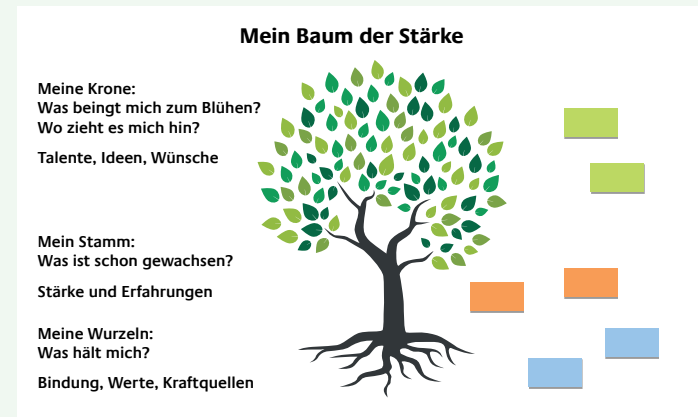 Mein Baum der Stärke
Meine Krone:
Was beingt mich zum Blühen?
Wo zieht es mich hin?
Talente, Ideen, Wünsche
Mein Stamm:
Was ist schon gewachsen?
Stärke und Erfahrungen
Meine Wurzeln:
Was hält mich?
Bindung, Werte, Kraftquellen